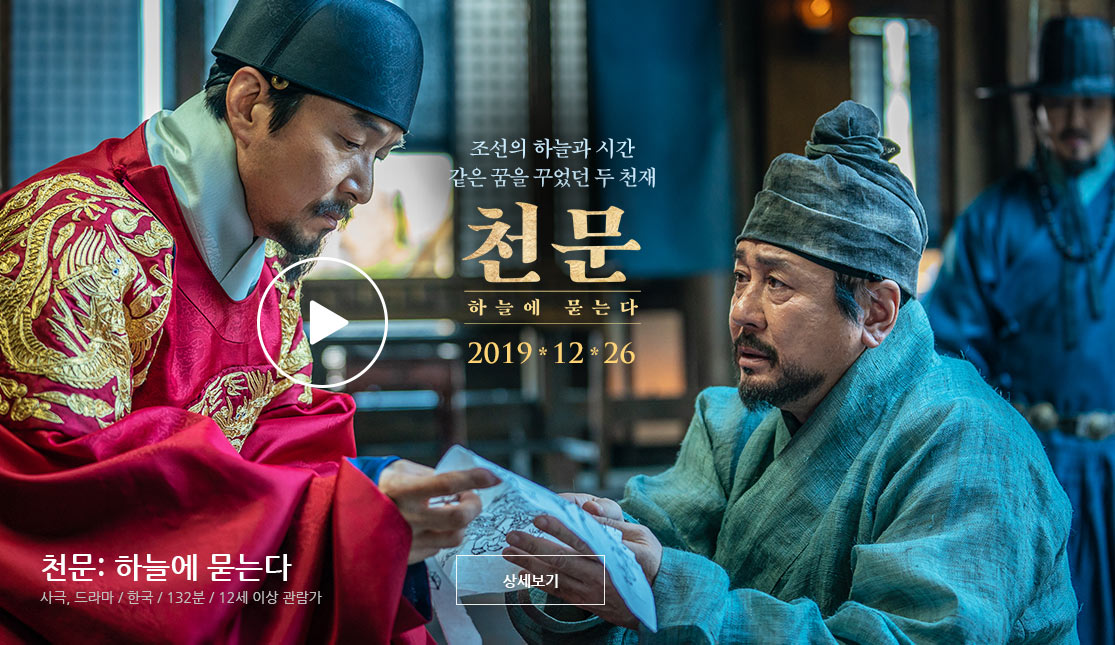 조선의 하늘과 시간
같은 꿈을 꾸었던 두 천재
천문
하늘에 묻는다
2019*12*26
천문: 하늘에 묻는다
사극, 드라마 / 한국 / 132분 / 12세 이상 관람가
상세보기